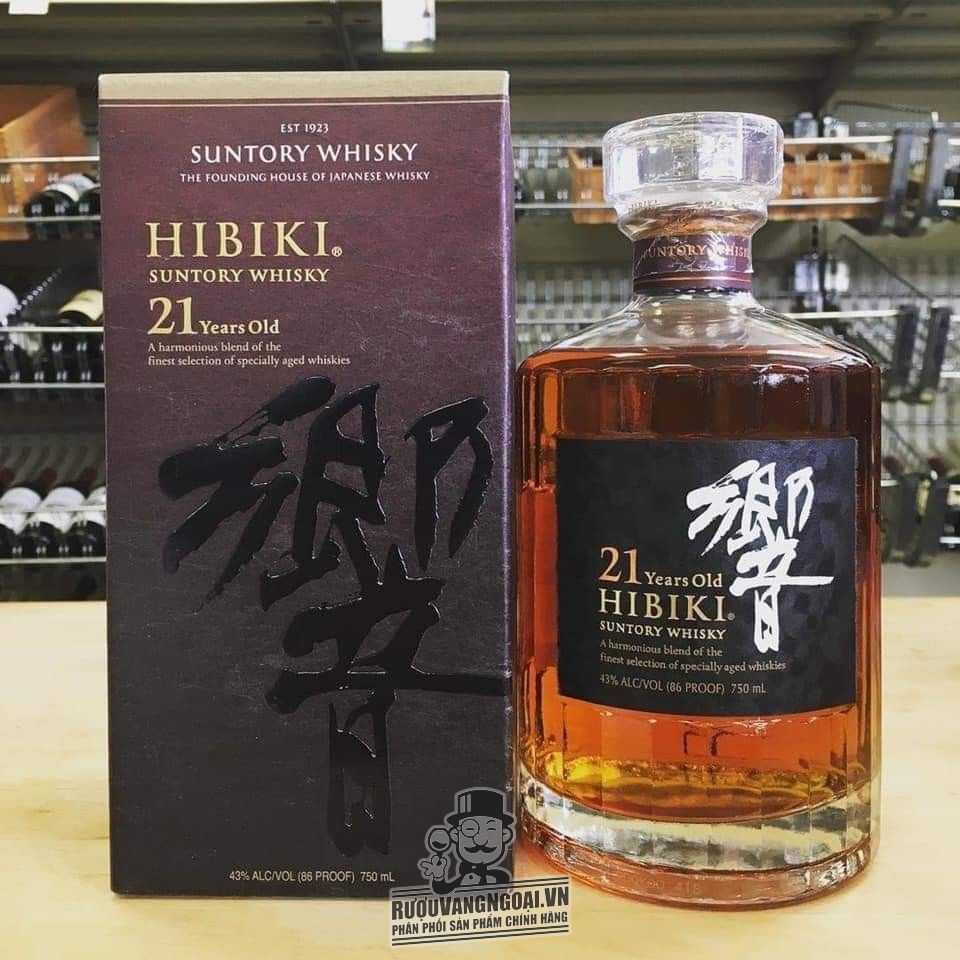 EST 1923
SUNTORY WHISKY
THE FOUNDING HOUSE OF JAPANESE WHISKY
HIBIKI®
SUNTORY WHISKY
21 Years Old
A harmonious blend of the
finest selection of specially aged whiskies
響
43% ALC/VOL (86 PROOF) 750 mL
HIBIKI
SUNTORY WHISKY
響
21 Years Old
HIBIKI®
SUNTORY WHISKY
A harmonious blend of the
finest selection of specially aged whiskies
43% ALC/VOL (86 PROOF) 750 mL
RƯỢUVANGNGOẠI.VN
PHÂN PHỐI SẢN PHẨM CHÍNH HÃNG